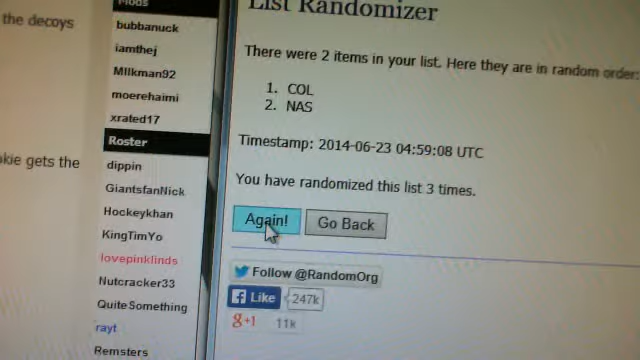 the decoys
okie gets the
Mods
bubbanuck
iamthej
MIlkman92
moerehaimi
xrated17
Roster
dippin
GiantsfanNick
Hockeykhan
KingTimYo
lovepinklinds
Nutcracker33
QuiteSomething
rayt
Remsters
List Randomizer
There were 2 items in your list. Here they are in random order:
1. COL
2. NAS
Timestamp: 2014-06-23 04:59:08 UTC
You have randomized this list 3 times.
Again! Go Back
Follow @RandomOrg
Like 247k
g+1 11k